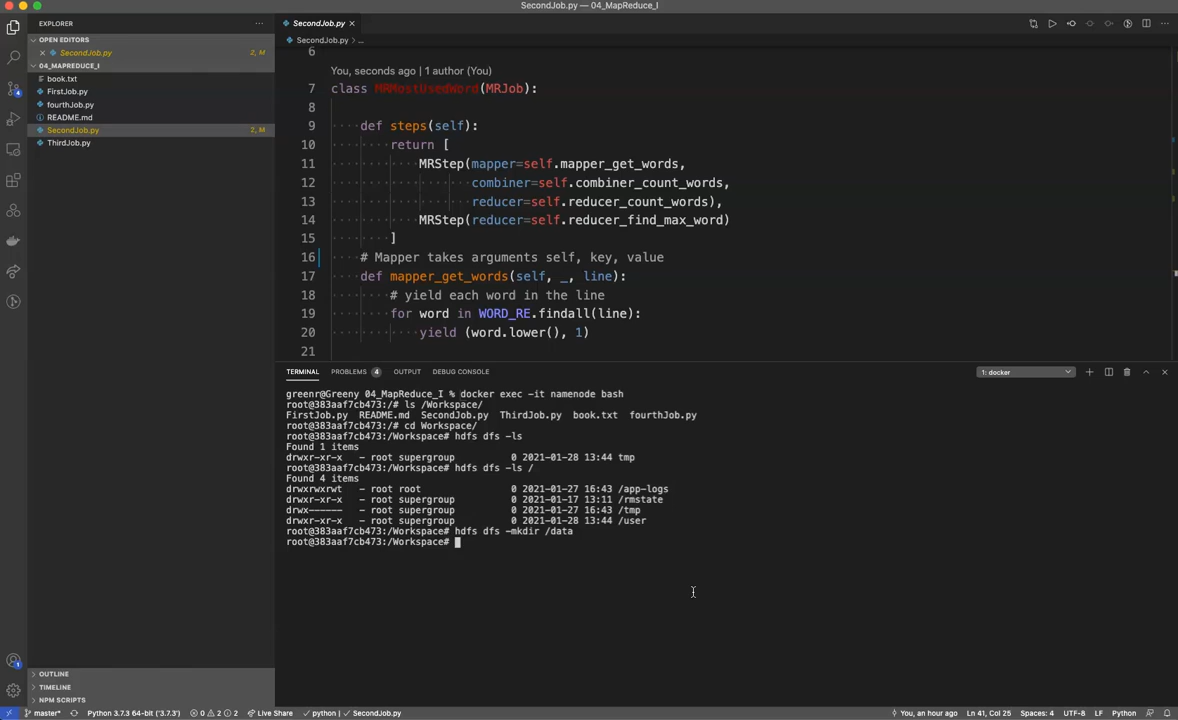 SecondJob.py — 04_MapReduce_I
EXPLORER
OPEN EDITORS
SecondJob.py 2, M
04_MAPREDUCE_I
book.txt
FirstJob.py
fourthJob.py
README.md
SecondJob.py 2, M
ThirdJob.py
OUTLINE
TIMELINE
NPM SCRIPTS
SecondJob.py
SecondJob.py > ...
6
You, seconds ago | 1 author (You)
7 class MRMostUsedWord(MRJob):
8
9 def steps(self):
10 return [
11 MRStep(mapper=self.mapper_get_words,
12 combiner=self.combiner_count_words,
13 reducer=self.reducer_count_words),
14 MRStep(reducer=self.reducer_find_max_word)
15 ]
16 # Mapper takes arguments self, key, value
17 def mapper_get_words(self, _, line):
18 # yield each word in the line
19 for word in WORD_RE.findall(line):
20 yield (word.lower(), 1)
21
TERMINAL PROBLEMS 4 OUTPUT DEBUG CONSOLE 1: docker
greenr@Greeny 04_MapReduce_I % docker exec -it namenode bash
root@383aaf7cb473:/# ls /Workspace/
FirstJob.py README.md SecondJob.py ThirdJob.py book.txt fourthJob.py
root@383aaf7cb473:/# cd Workspace/
root@383aaf7cb473:/Workspace# hdfs dfs -ls
Found 1 items
drwxr-xr-x - root supergroup 0 2021-01-28 13:44 tmp
root@383aaf7cb473:/Workspace# hdfs dfs -ls /
Found 4 items
drwxrwxrwt - root root 0 2021-01-27 16:43 /app-logs
drwxr-xr-x - root supergroup 0 2021-01-17 13:11 /rmstate
drwx------ - root supergroup 0 2021-01-27 16:43 /tmp
drwxr-xr-x - root supergroup 0 2021-01-28 13:44 /user
root@383aaf7cb473:/Workspace# hdfs dfs -mkdir /data
root@383aaf7cb473:/Workspace#
master* Python 3.7.3 64-bit ('3.7.3') 0 2 2 Live Share python | SecondJob.py You, an hour ago Ln 41, Col 25 Spaces: 4 UTF-8 LF Python